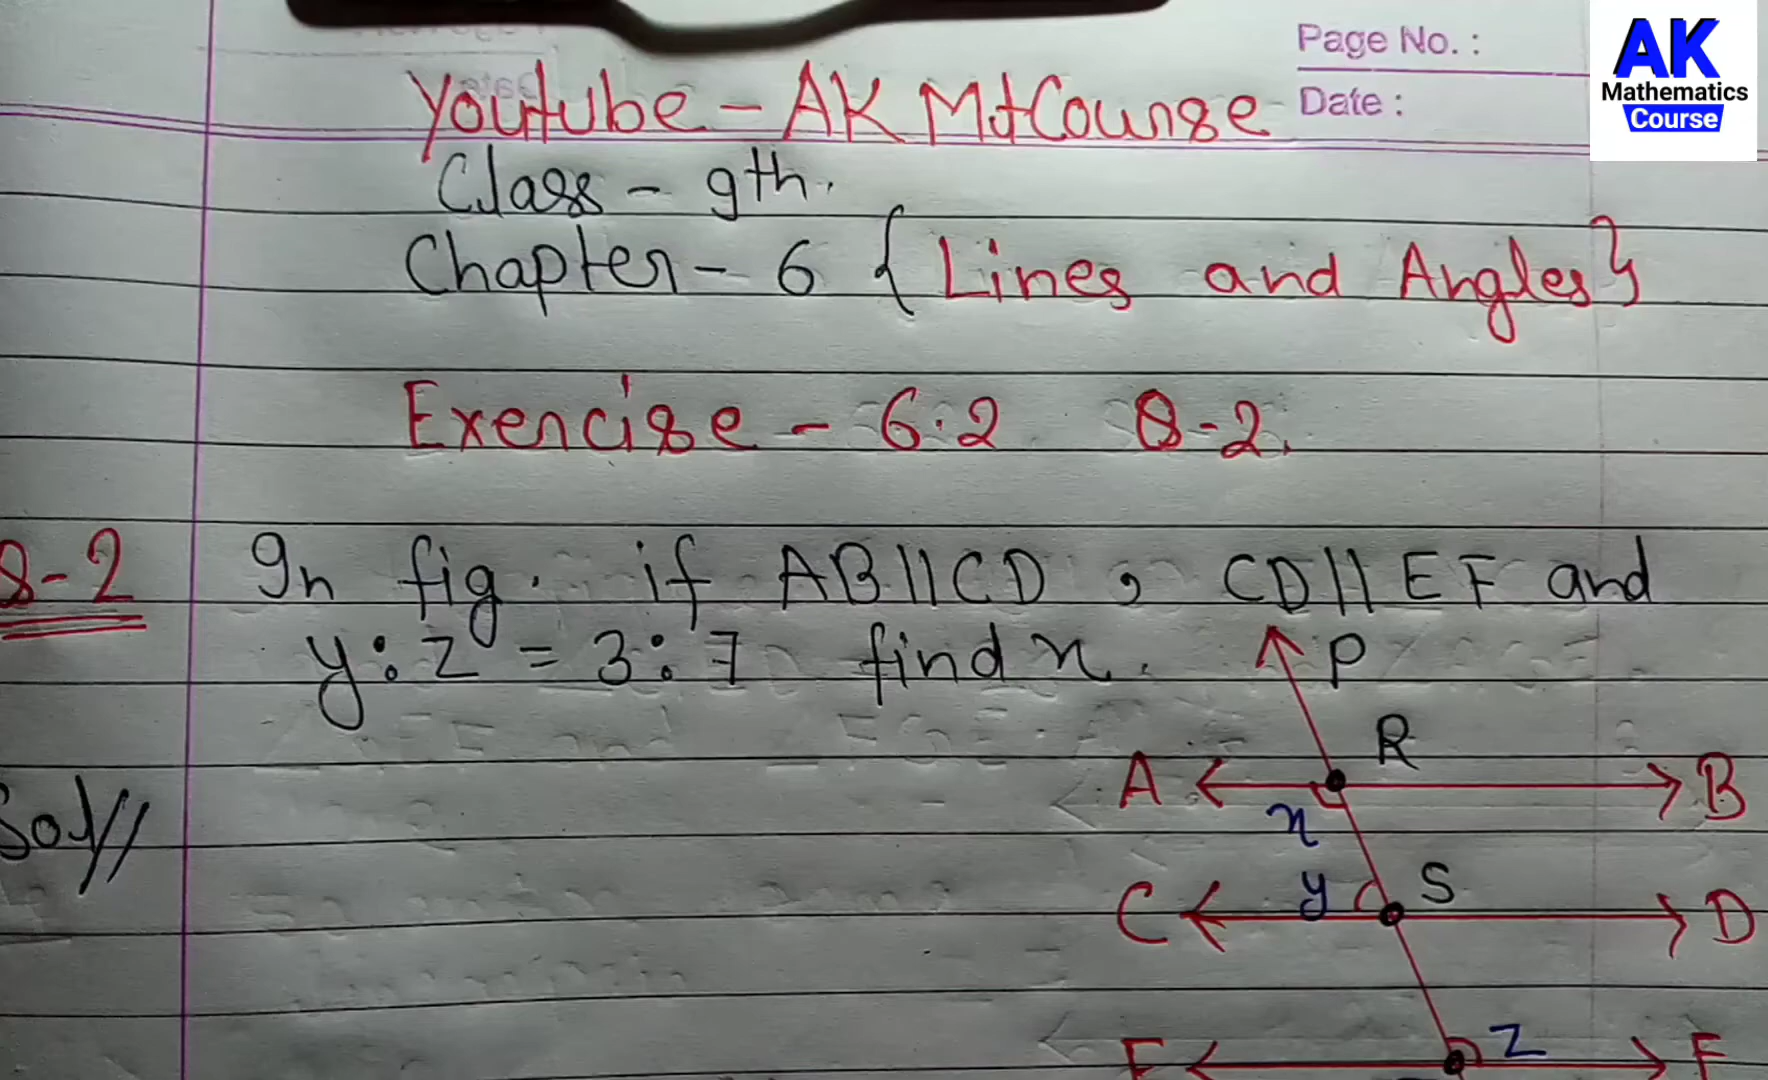 Page No. :
Date :
AK
Mathematics
Course
Youtube - AK MtCourse
Class - 9th.
Chapter - 6 { Lines and Angles }
Exercise - 6.2 Q-2.
Q-2 In fig. if AB||CD , CD||EF and
y:z = 3:7 find x.
P
R
A B
x
Sol//
y S
C D
z
E F